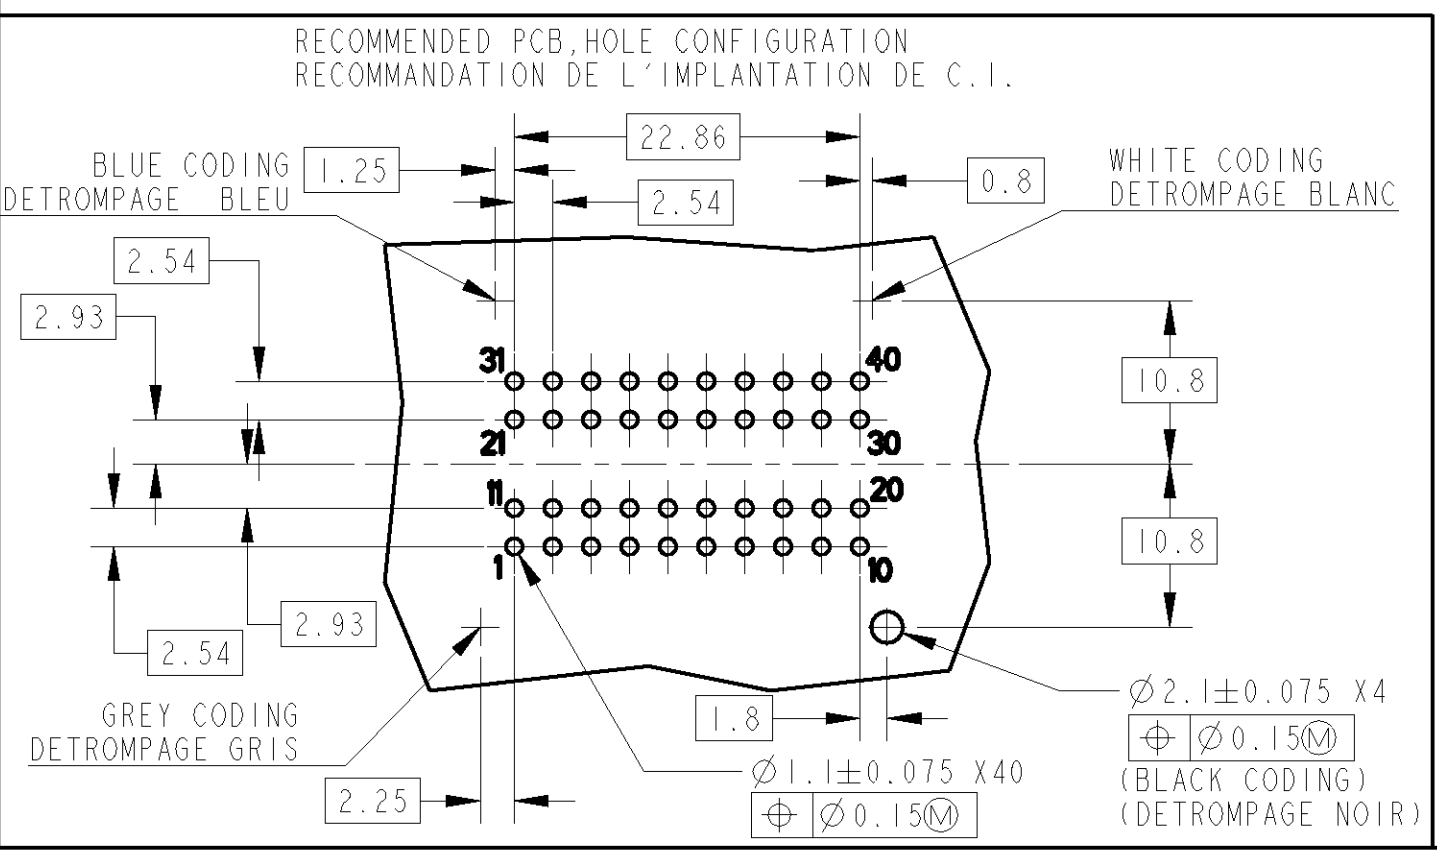 RECOMMENDED PCB,HOLE CONFIGURATION
RECOMMANDATION DE L'IMPLANTATION DE C.I.
22.86
BLUE CODING
DETROMPAGE BLEU
1.25
2.54
0.8
WHITE CODING
DETROMPAGE BLANC
2.54
2.93
31
40
10.8
21
30
11
20
10.8
1
10
2.93
2.54
GREY CODING
DETROMPAGE GRIS
1.8
Ø2.1±0.075 X4
⌖ Ø0.15Ⓜ
(BLACK CODING)
(DETROMPAGE NOIR)
2.25
Ø1.1±0.075 X40
⌖ Ø0.15Ⓜ